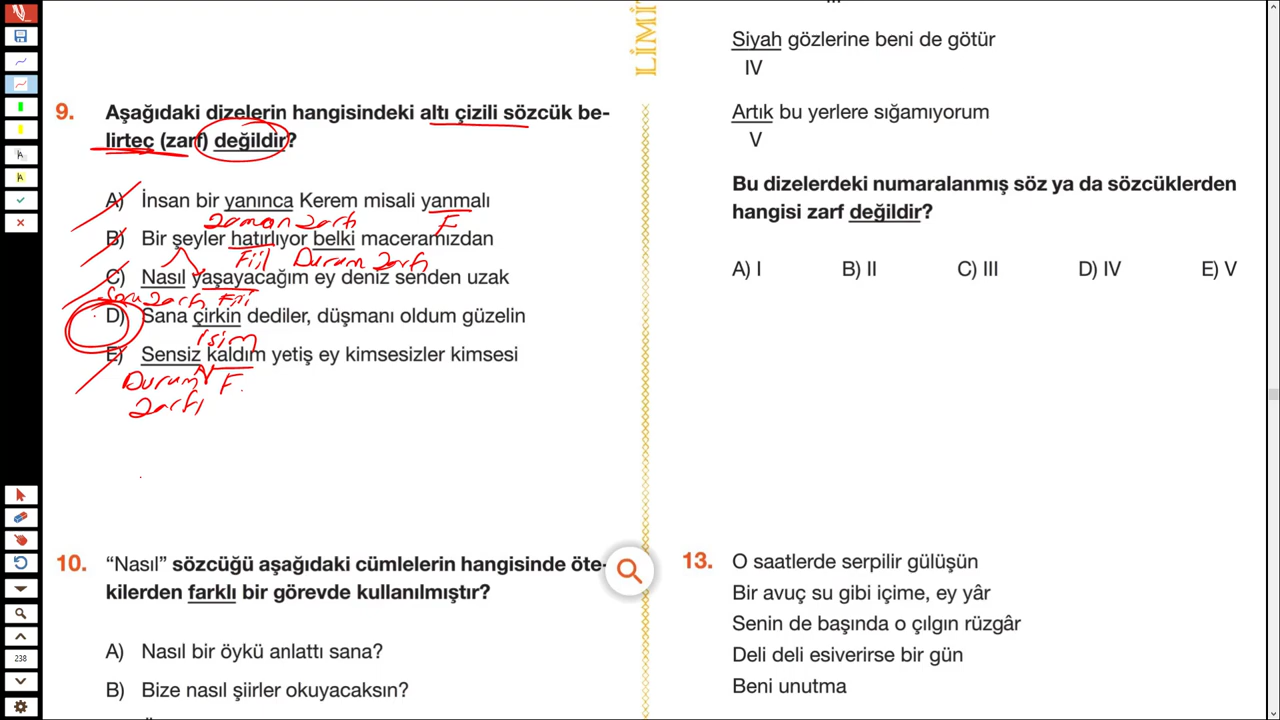 9. Aşağıdaki dizelerin hangisindeki altı çizili sözcük be-
lirteç (zarf) değildir?
A) İnsan bir yanınca Kerem misali yanmalı
zaman zarfı F
B) Bir şeyler hatırlıyor belki maceramızdan
Fiil Durum zarfı
C) Nasıl yaşayacağım ey deniz senden uzak
Soru zarfı Fiil
D) Sana çirkin dediler, düşmanı oldum güzelin
isim
E) Sensiz kaldım yetiş ey kimsesizler kimsesi
Durum F.
zarfı
10. “Nasıl” sözcüğü aşağıdaki cümlelerin hangisinde öte-
kilerden farklı bir görevde kullanılmıştır?
A) Nasıl bir öykü anlattı sana?
B) Bize nasıl şiirler okuyacaksın?
LİMİ
Siyah gözlerine beni de götür
IV
Artık bu yerlere sığamıyorum
V
Bu dizelerdeki numaralanmış söz ya da sözcüklerden
hangisi zarf değildir?
A) I B) II C) III D) IV E) V
13. O saatlerde serpilir gülüşün
Bir avuç su gibi içime, ey yâr
Senin de başında o çılgın rüzgâr
Deli deli esiverirse bir gün
Beni unutma
238